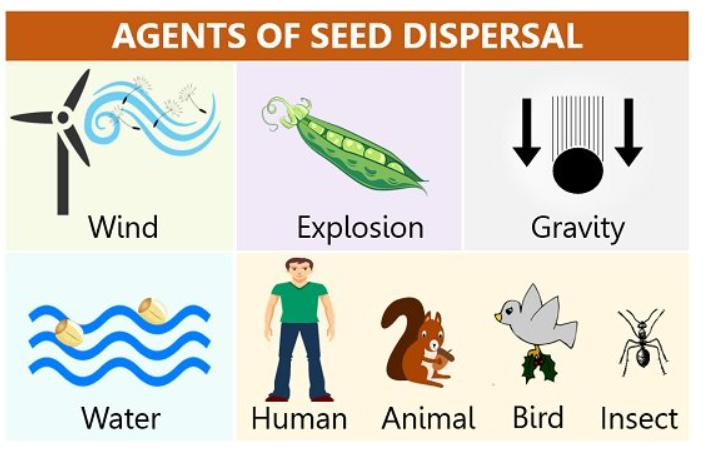 AGENTS OF SEED DISPERSAL
Wind
Explosion
Gravity
Water
Human
Animal
Bird
Insect